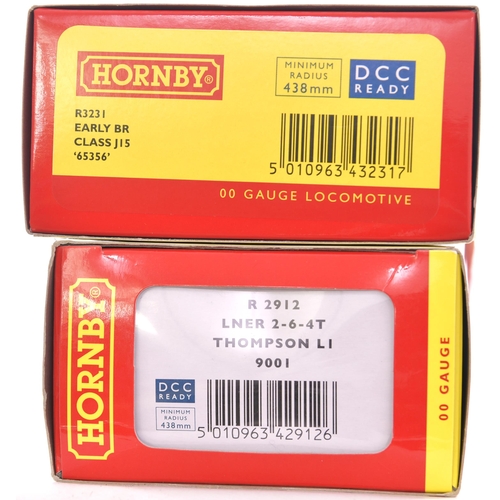 HORNBY®
R3231
EARLY BR
CLASS J15
'65356'
MINIMUM
RADIUS
438mm
DCC
READY
5 010963 432317
00 GAUGE LOCOMOTIVE
HORNBY®
R 2912
LNER 2-6-4T
THOMPSON L1
9001
DCC
READY
MINIMUM
RADIUS
438mm
5 010963 429126
00 GAUGE